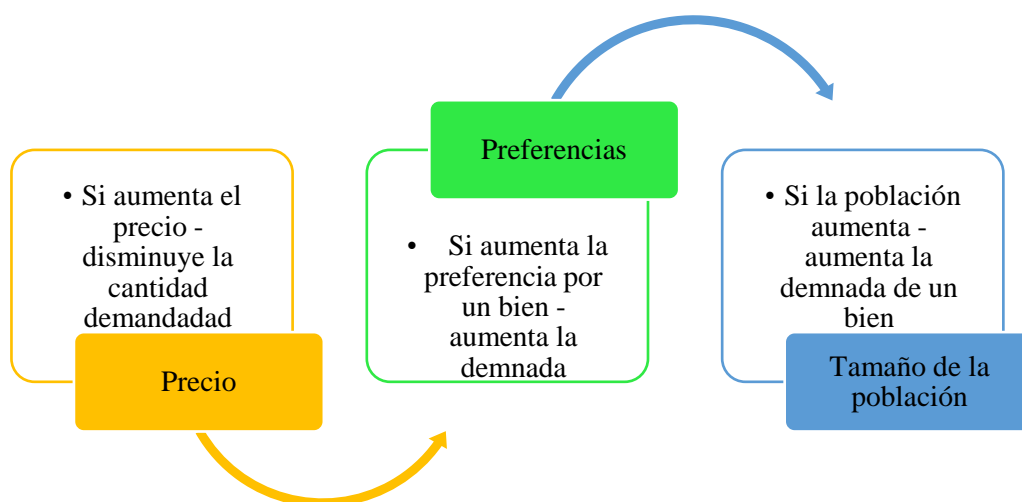 • Si aumenta el
precio -
disminuye la
cantidad
demandadad
Precio
Preferencias
• Si aumenta la
preferencia por
un bien -
aumenta la
demnada
• Si la población
aumenta -
aumenta la
demnada de un
bien
Tamaño de la
población